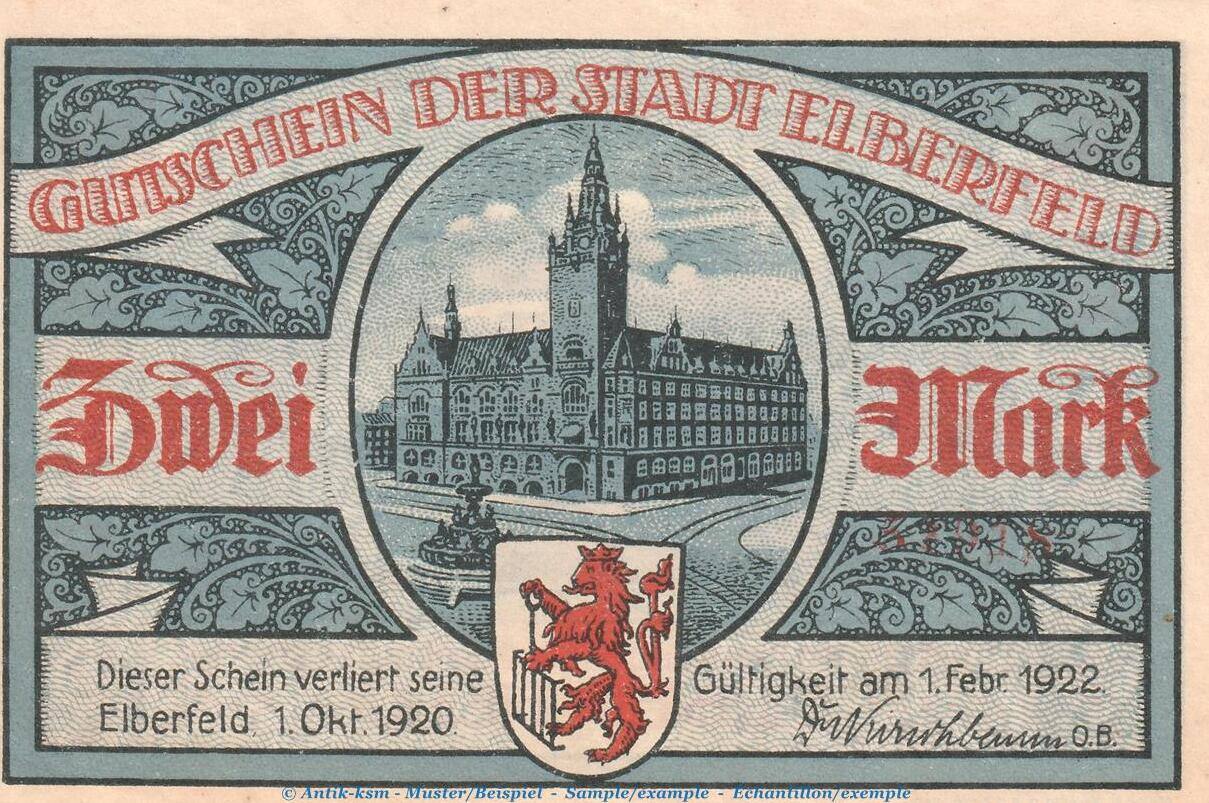 GUTSCHEIN DER STADT ELBERFELD
Zwei Mark
Dieser Schein verliert seine Gültigkeit am 1. Febr. 1922.
Elberfeld, 1. Okt. 1920.
O.B.
© Antik-ksm - Muster/Beispiel - Sample/example - Echantillon/exemple